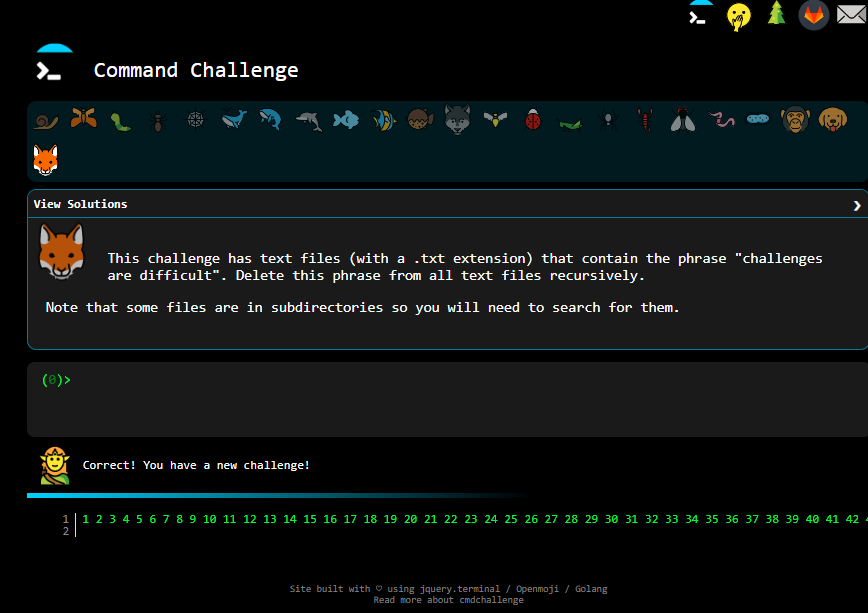 Command Challenge
View Solutions
This challenge has text files (with a .txt extension) that contain the phrase "challenges
are difficult". Delete this phrase from all text files recursively.
Note that some files are in subdirectories so you will need to search for them.
(0)>
Correct! You have a new challenge!
1 1 2 3 4 5 6 7 8 9 10 11 12 13 14 15 16 17 18 19 20 21 22 23 24 25 26 27 28 29 30 31 32 33 34 35 36 37 38 39 40 41 42
2
Site built with ♡ using jquery.terminal / Openmoji / Golang
Read more about cmdchallenge